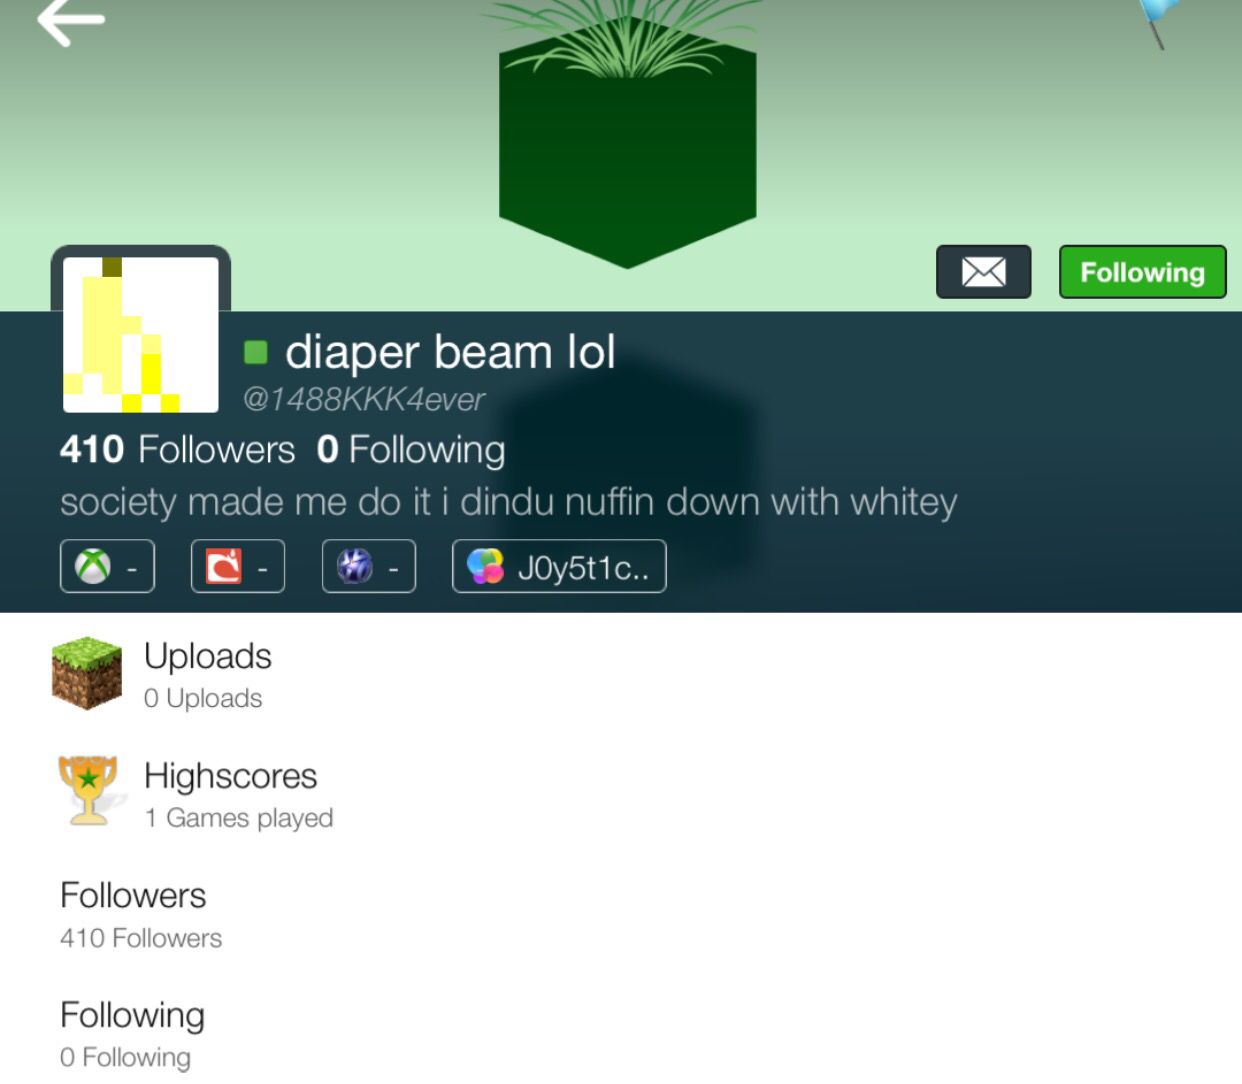 Following
diaper beam lol
@1488KKK4ever
410 Followers 0 Following
society made me do it i dindu nuffin down with whitey
- - - J0y5t1c..
Uploads
0 Uploads
Highscores
1 Games played
Followers
410 Followers
Following
0 Following